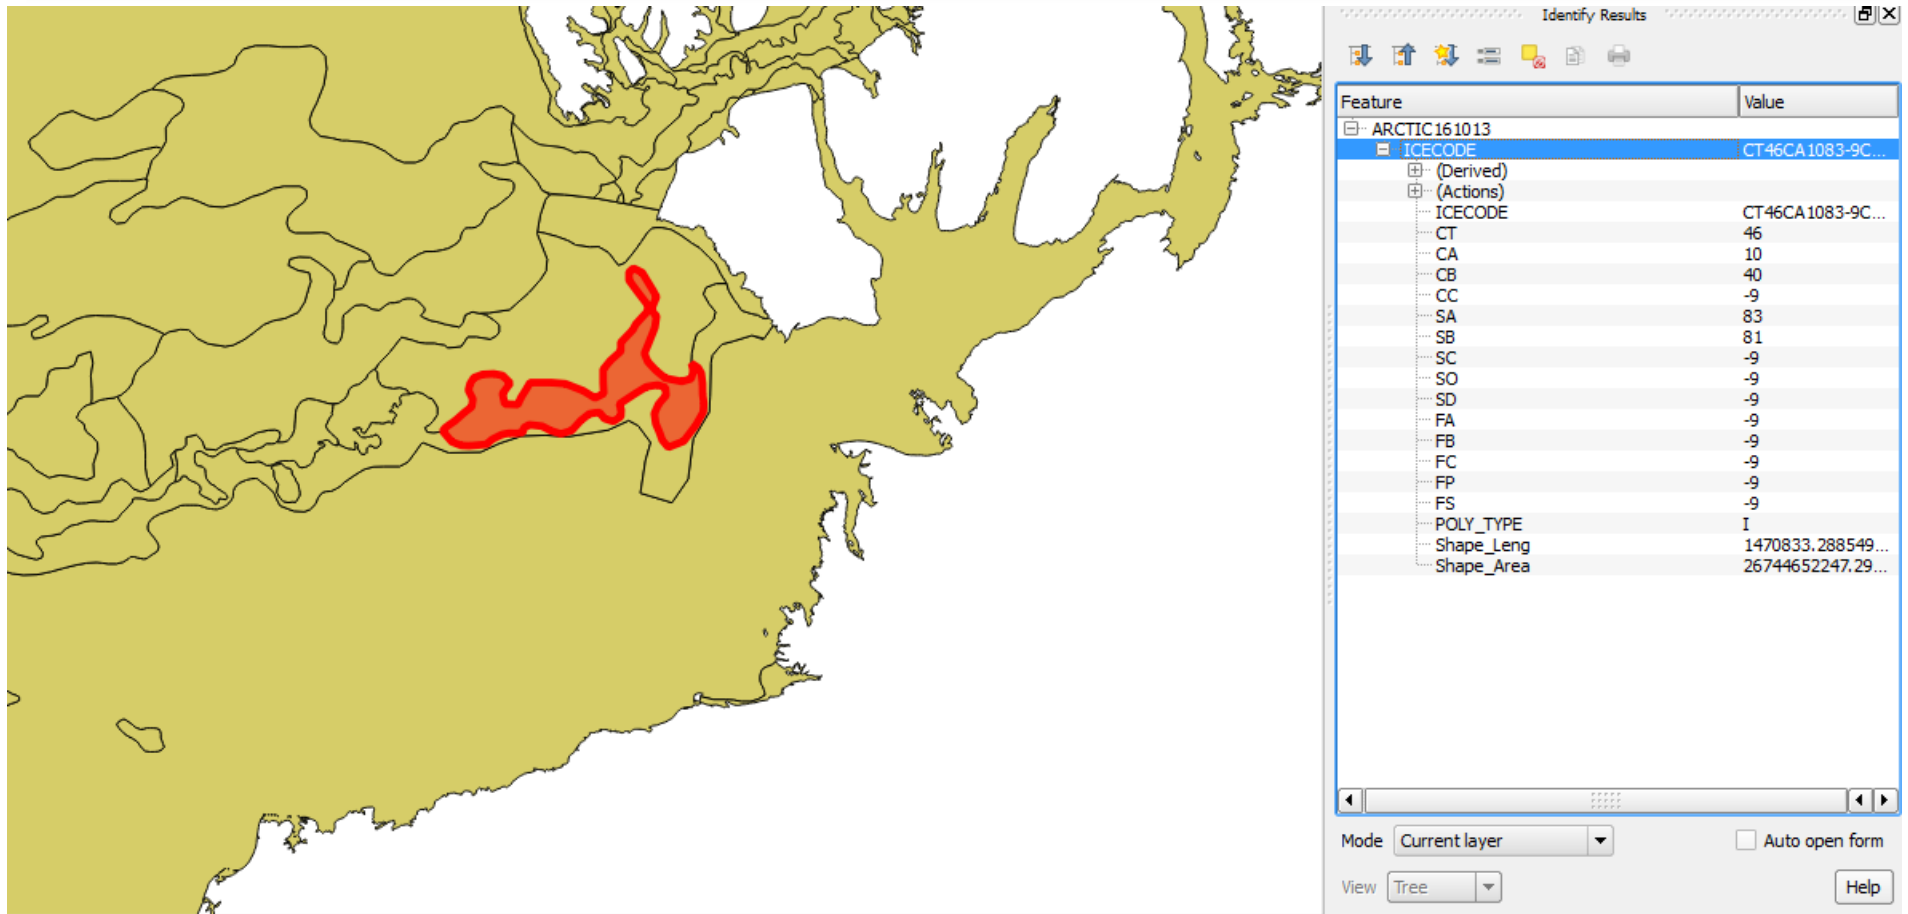 Identify Results
Feature Value
ARCTIC161013
ICECODE CT46CA1083-9C...
(Derived)
(Actions)
ICECODE CT46CA1083-9C...
CT 46
CA 10
CB 40
CC -9
SA 83
SB 81
SC -9
SO -9
SD -9
FA -9
FB -9
FC -9
FP -9
FS -9
POLY_TYPE I
Shape_Leng 1470833.288549...
Shape_Area 26744652247.29...
Mode Current layer Auto open form
View Tree Help